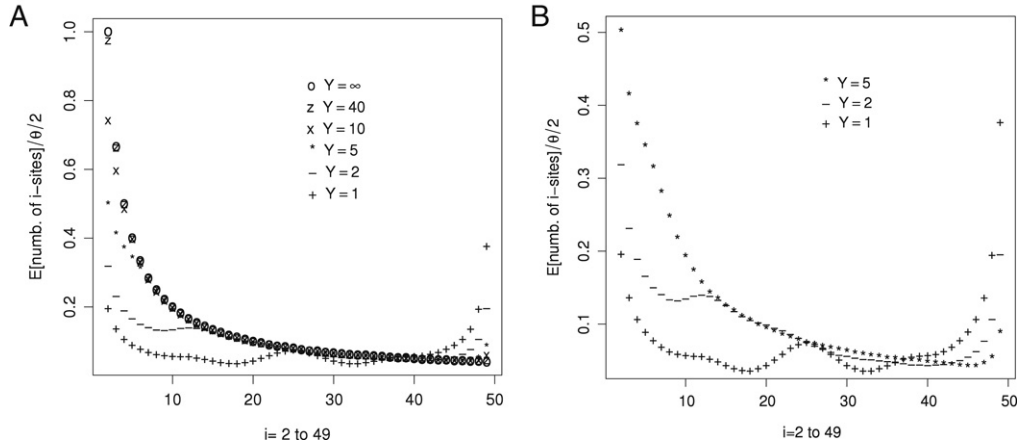 A
E[numb. of i-sites]/θ/2
1.0
0.8
0.6
0.4
0.2
o Y = ∞
z Y = 40
x Y = 10
* Y = 5
– Y = 2
+ Y = 1
10 20 30 40 50
i= 2 to 49
B
E[numb. of i-sites]/θ/2
0.5
0.4
0.3
0.2
0.1
* Y = 5
– Y = 2
+ Y = 1
10 20 30 40 50
i=2 to 49